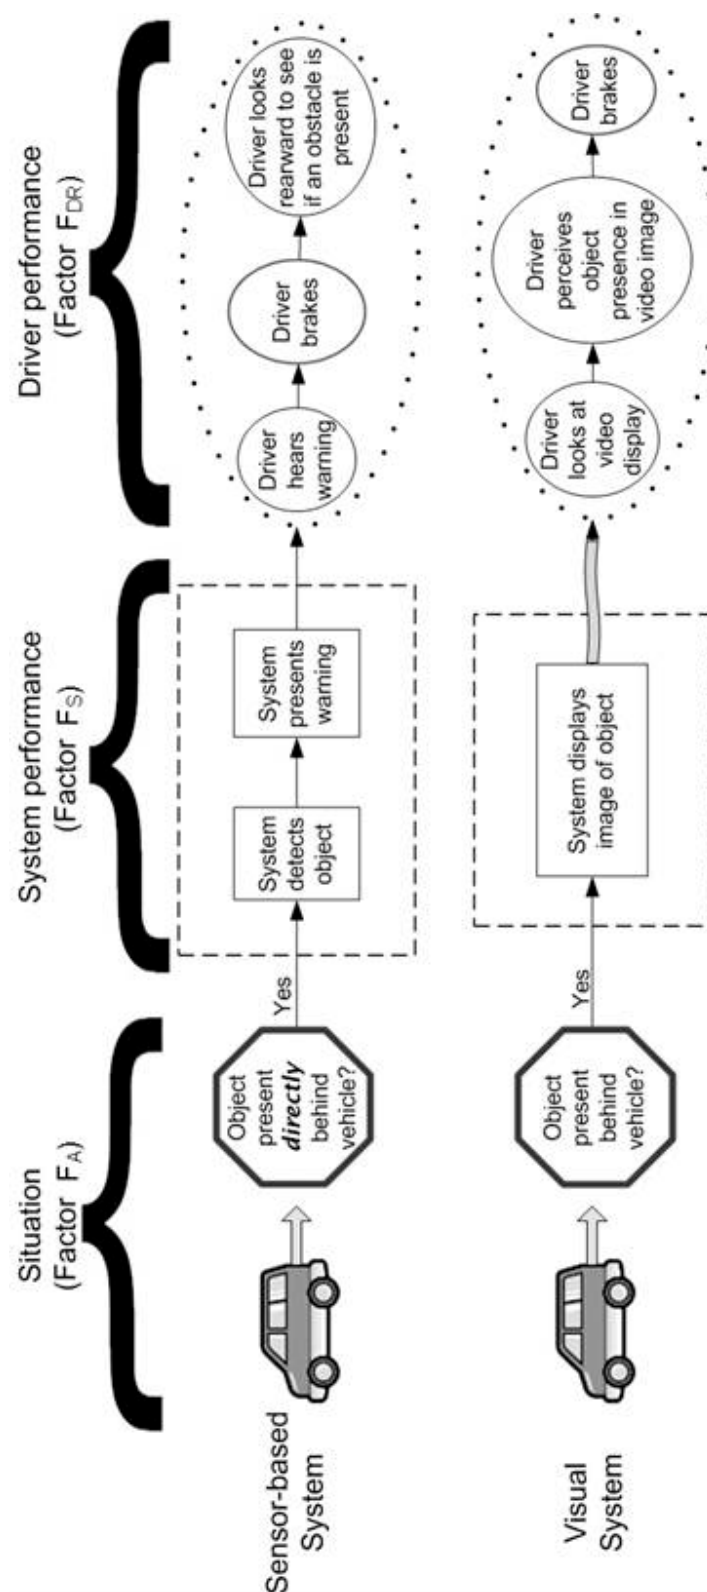 Situation
(Factor FA)
System performance
(Factor FS)
Driver performance
(Factor FDR)
Sensor-based
System
Object
present
directly
behind
vehicle?
Yes
System
detects
object
System
presents
warning
Driver
hears
warning
Driver
brakes
Driver looks
rearward to see
if an obstacle is
present
Visual
System
Object
present
behind
vehicle?
Yes
System displays
image of object
Driver
looks at
video
display
Driver
perceives
object
presence in
video image
Driver
brakes